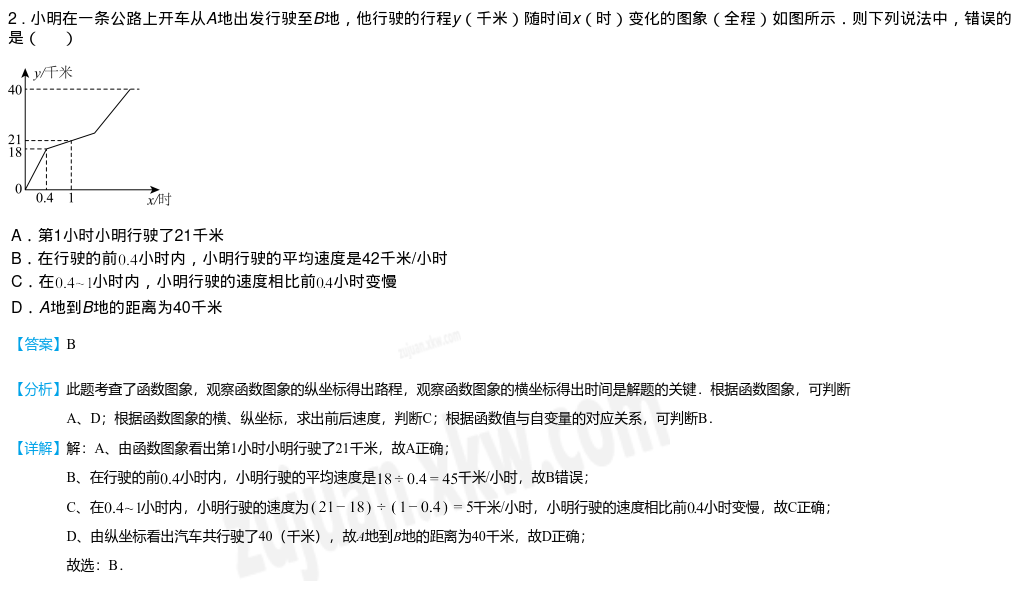 2．小明在一条公路上开车从A地出发行驶至B地，他行驶的行程y（千米）随时间x（时）变化的图象（全程）如图所示．则下列说法中，错误的
是（　　）
y/千米
40
21
18
0
0.4 1
x/时
A．第1小时小明行驶了21千米
B．在行驶的前0.4小时内，小明行驶的平均速度是42千米/小时
C．在0.4~1小时内，小明行驶的速度相比前0.4小时变慢
D．A地到B地的距离为40千米
【答案】B
zujuan.xkw.com
【分析】此题考查了函数图象，观察函数图象的纵坐标得出路程，观察函数图象的横坐标得出时间是解题的关键．根据函数图象，可判断
A、D；根据函数图象的横、纵坐标，求出前后速度，判断C；根据函数值与自变量的对应关系，可判断B．
【详解】解：A、由函数图象看出第1小时小明行驶了21千米，故A正确；
B、在行驶的前0.4小时内，小明行驶的平均速度是18÷0.4=45千米/小时，故B错误；
C、在0.4~1小时内，小明行驶的速度为(21−18)÷(1−0.4)=5千米/小时，小明行驶的速度相比前0.4小时变慢，故C正确；
D、由纵坐标看出汽车共行驶了40（千米），故A地到B地的距离为40千米，故D正确；
故选：B．
zujuan.xkw.com